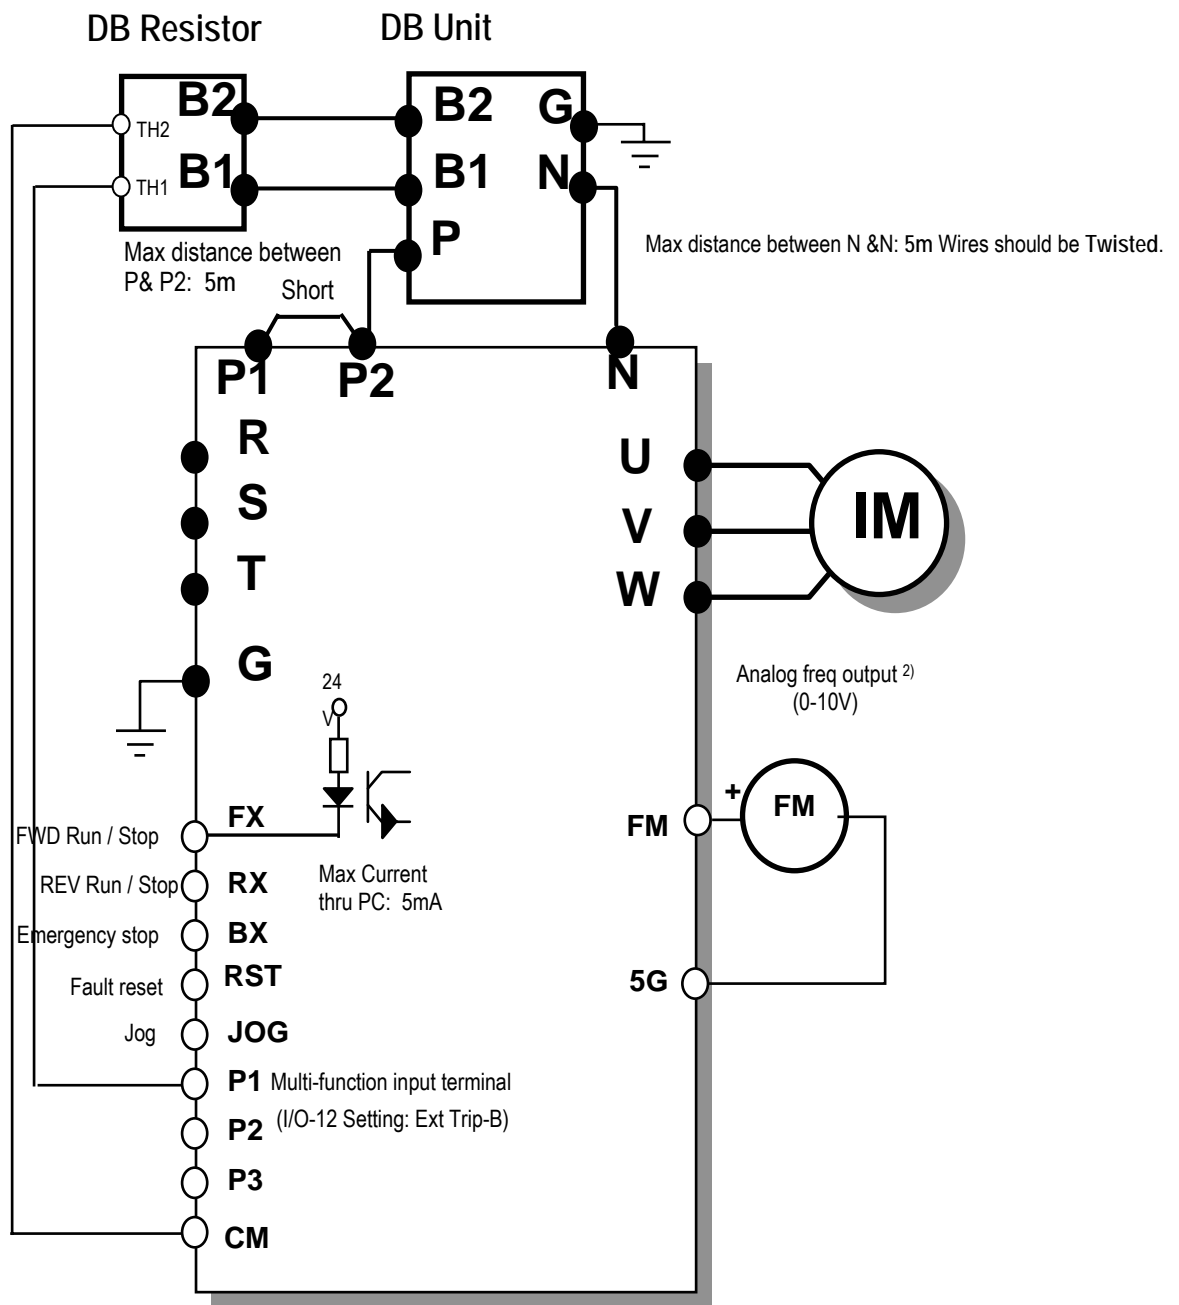 DB Resistor
DB Unit
B2
TH2
B1
TH1
B2
G
B1
N
P
Max distance between
P& P2: 5m
Short
Max distance between N &N: 5m Wires should be Twisted.
P1
P2
N
R
S
T
G
U
V
W
IM
24
V
Analog freq output 2)
(0-10V)
FWD Run / Stop
FX
REV Run / Stop
RX
Emergency stop
BX
Fault reset
RST
Jog
JOG
Max Current
thru PC: 5mA
P1 Multi-function input terminal
(I/O-12 Setting: Ext Trip-B)
P2
P3
CM
FM
+
FM
5G